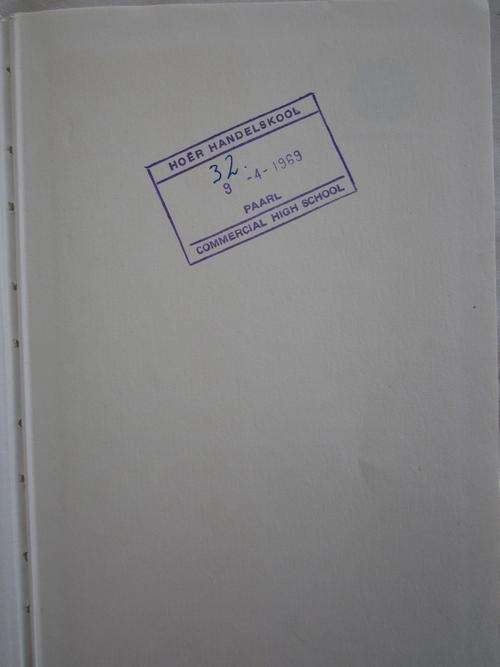 HOËR HANDELSKOOL
32.
9 -4-1969
PAARL
COMMERCIAL HIGH SCHOOL